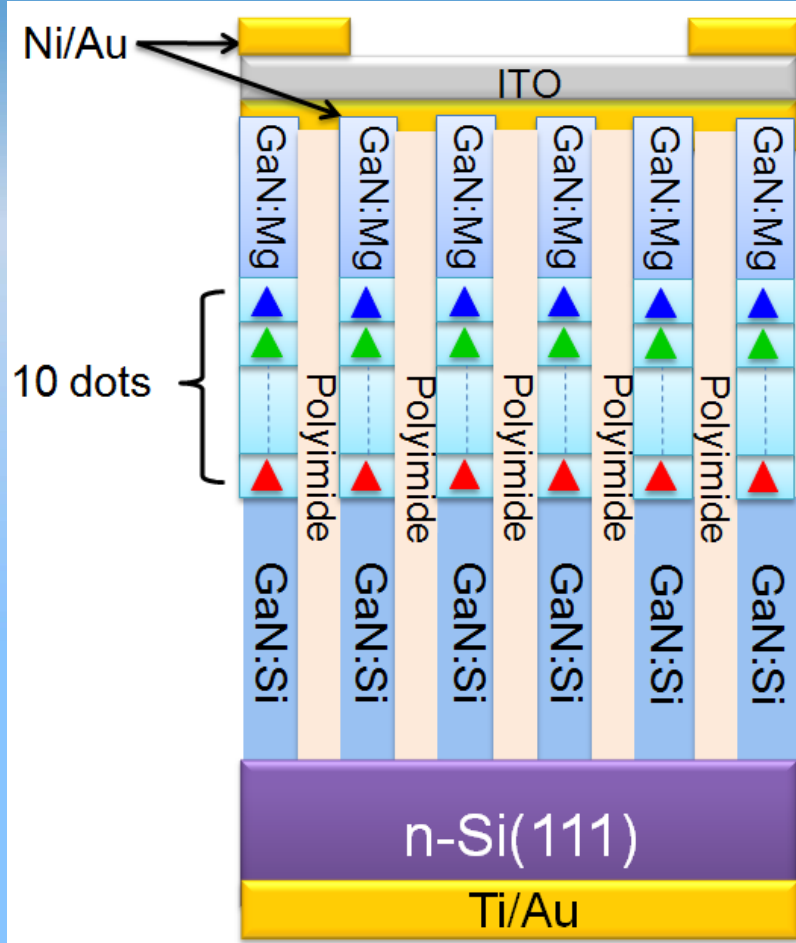 Ni/Au
ITO
GaN:Mg
GaN:Mg
GaN:Mg
GaN:Mg
GaN:Mg
GaN:Mg
10 dots
Polyimide
Polyimide
Polyimide
Polyimide
Polyimide
GaN:Si
GaN:Si
GaN:Si
GaN:Si
GaN:Si
GaN:Si
n-Si(111)
Ti/Au